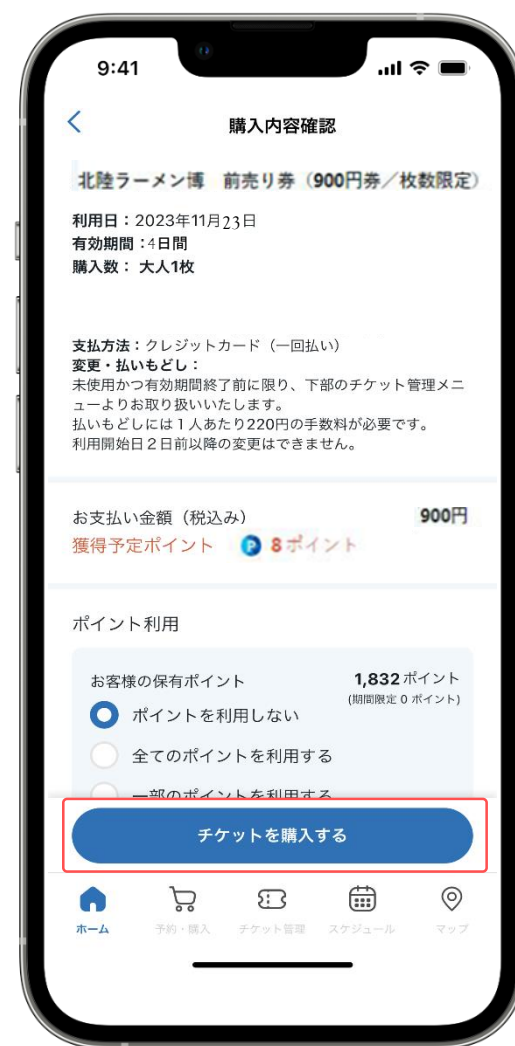 9:41
購入内容確認
北陸ラーメン博　前売り券（900円券／枚数限定）
利用日：2023年11月23日
有効期間：4日間
購入数： 大人1枚
支払方法：クレジットカード（一回払い）
変更・払いもどし：
未使用かつ有効期間終了前に限り、下部のチケット管理メニ
ューよりお取り扱いいたします。
払いもどしには１人あたり220円の手数料が必要です。
利用開始日２日前以降の変更はできません。
お支払い金額（税込み） 900円
獲得予定ポイント P 8ポイント
ポイント利用
お客様の保有ポイント 1,832ポイント
(期間限定 0 ポイント)
ポイントを利用しない
全てのポイントを利用する
一部のポイントを利用する
チケットを購入する
ホーム 予約・購入 チケット管理 スケジュール マップ